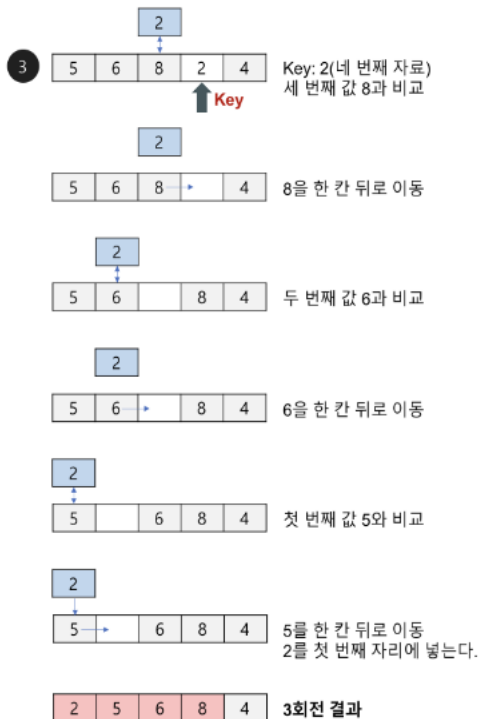 2
3
5 6 8 2 4
Key: 2(네 번째 자료)
세 번째 값 8과 비교
Key
2
5 6 8 4
8을 한 칸 뒤로 이동
2
5 6 8 4
두 번째 값 6과 비교
2
5 6 8 4
6을 한 칸 뒤로 이동
2
5 6 8 4
첫 번째 값 5와 비교
2
5 6 8 4
5를 한 칸 뒤로 이동
2를 첫 번째 자리에 넣는다.
2 5 6 8 4
3회전 결과